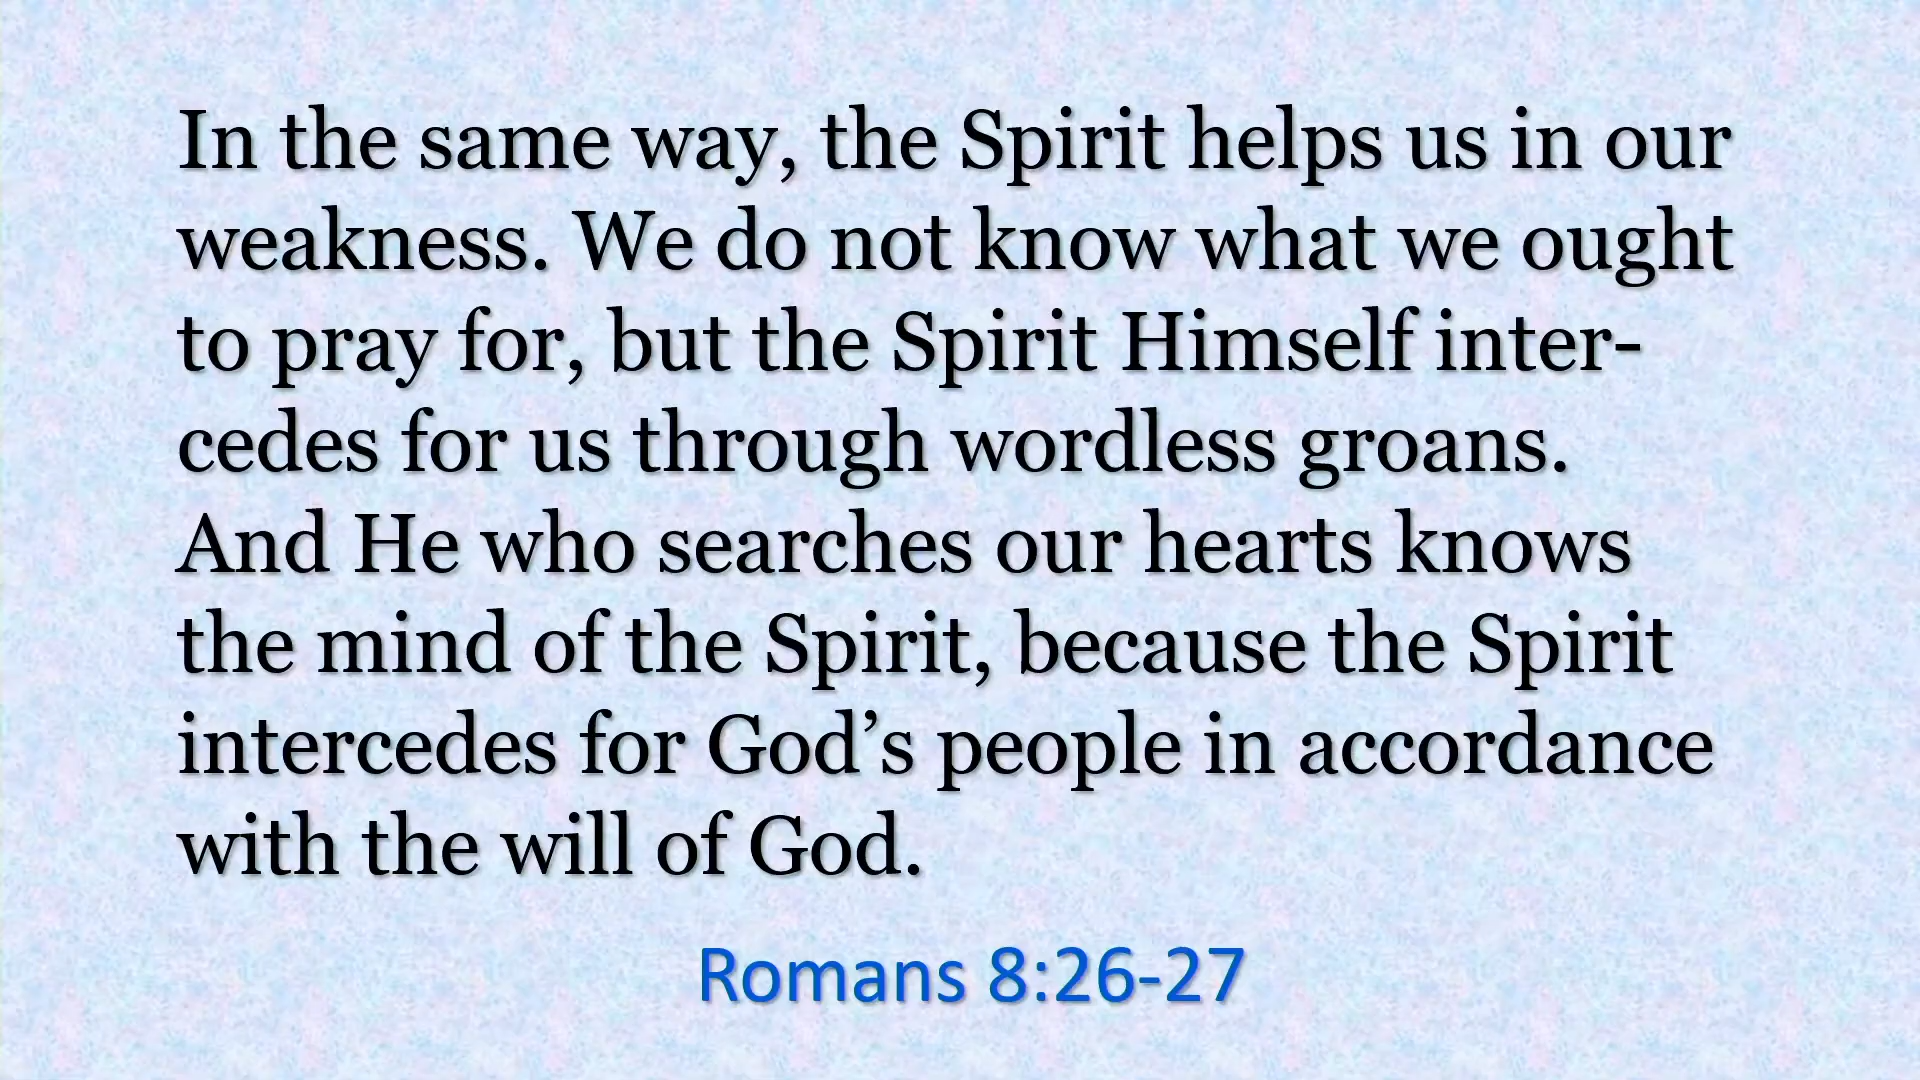 In the same way, the Spirit helps us in our
weakness. We do not know what we ought
to pray for, but the Spirit Himself inter-
cedes for us through wordless groans.
And He who searches our hearts knows
the mind of the Spirit, because the Spirit
intercedes for God’s people in accordance
with the will of God.
Romans 8:26-27